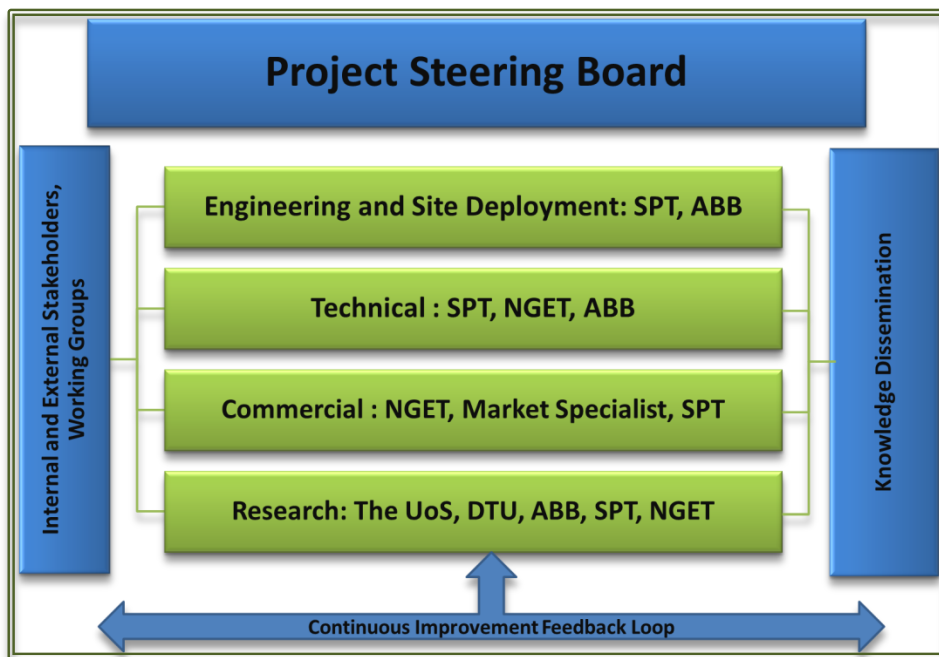 Project Steering Board
Internal and External Stakeholders,
Working Groups
Engineering and Site Deployment: SPT, ABB
Technical : SPT, NGET, ABB
Commercial : NGET, Market Specialist, SPT
Research: The UoS, DTU, ABB, SPT, NGET
Knowledge Dissemination
Continuous Improvement Feedback Loop